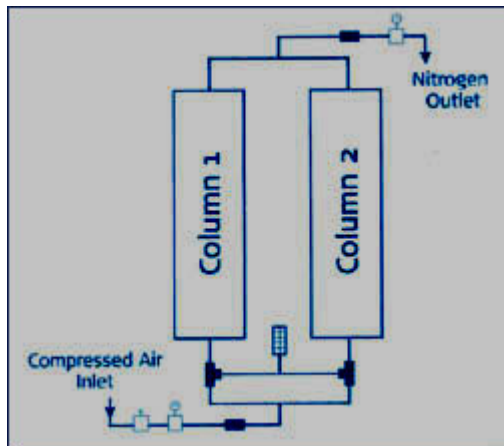 Nitrogen
Outlet
Column 1
Column 2
Compressed Air
Inlet